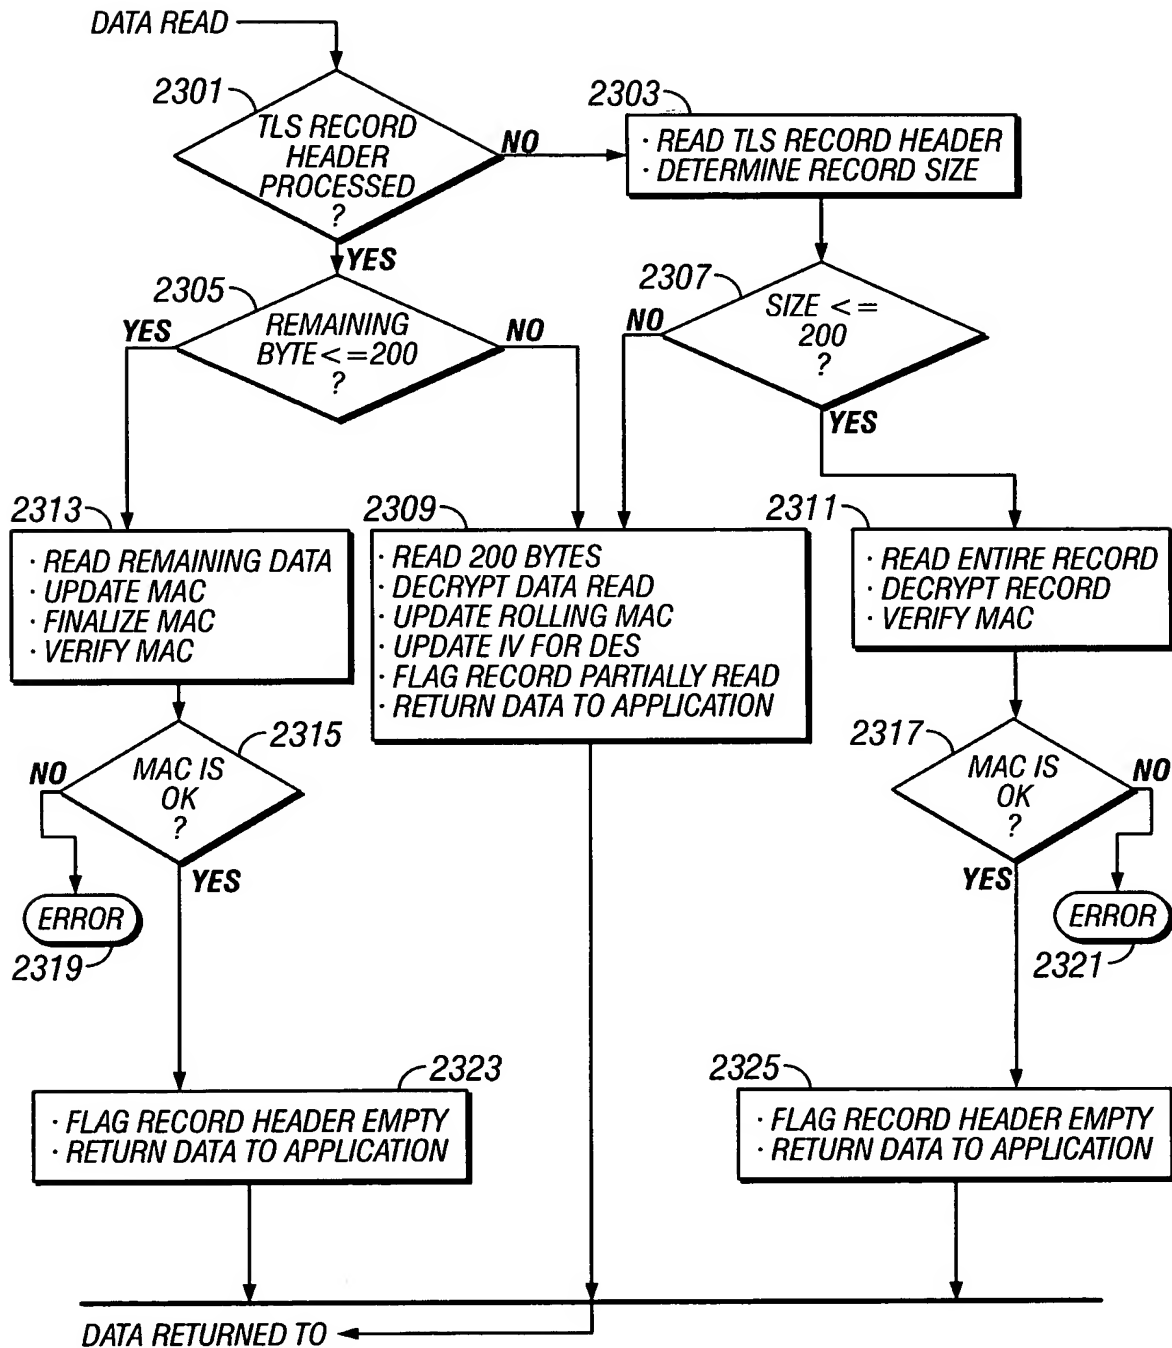 DATA READ
2301
TLS RECORD
HEADER
PROCESSED
?
NO
2303
· READ TLS RECORD HEADER
· DETERMINE RECORD SIZE
YES
2305
REMAINING
BYTE<=200
?
YES
NO
2307
SIZE <=
200
?
NO
YES
2313
· READ REMAINING DATA
· UPDATE MAC
· FINALIZE MAC
· VERIFY MAC
2309
· READ 200 BYTES
· DECRYPT DATA READ
· UPDATE ROLLING MAC
· UPDATE IV FOR DES
· FLAG RECORD PARTIALLY READ
· RETURN DATA TO APPLICATION
2311
· READ ENTIRE RECORD
· DECRYPT RECORD
· VERIFY MAC
2315
MAC IS
OK
?
NO
YES
ERROR
2319
2317
MAC IS
OK
?
NO
YES
ERROR
2321
2323
· FLAG RECORD HEADER EMPTY
· RETURN DATA TO APPLICATION
2325
· FLAG RECORD HEADER EMPTY
· RETURN DATA TO APPLICATION
DATA RETURNED TO